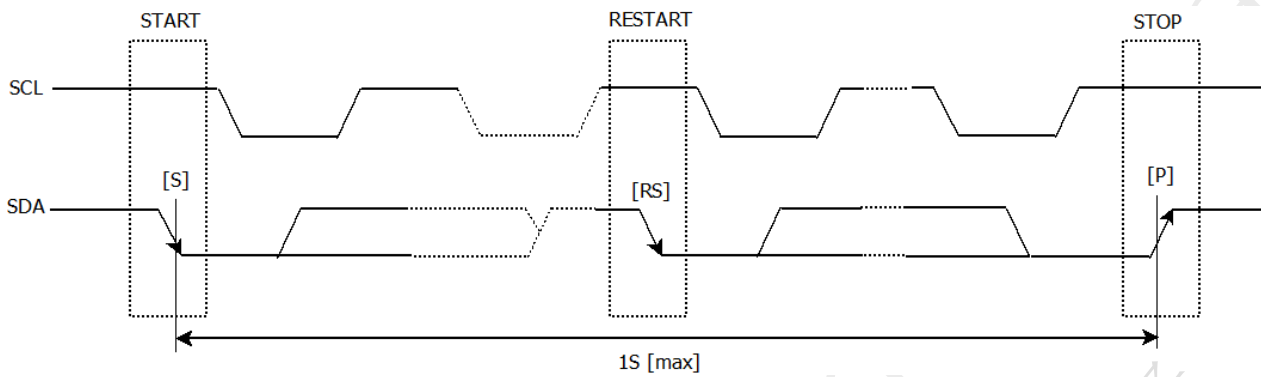 START RESTART STOP
SCL
[S] [RS] [P]
SDA
1S [max]